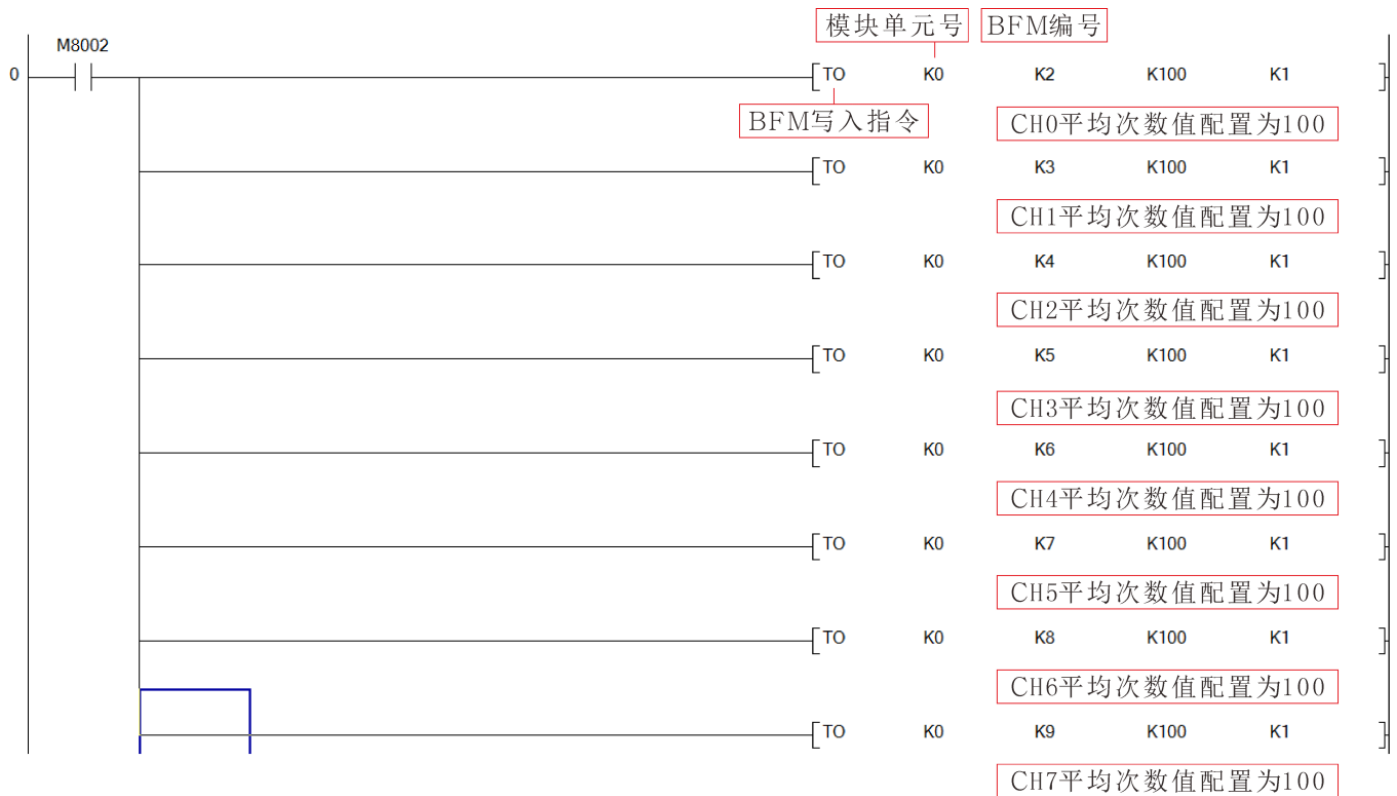 模块单元号 BFM编号
M8002
0 TO K0 K2 K100 K1
BFM写入指令 CH0平均次数值配置为100
TO K0 K3 K100 K1
CH1平均次数值配置为100
TO K0 K4 K100 K1
CH2平均次数值配置为100
TO K0 K5 K100 K1
CH3平均次数值配置为100
TO K0 K6 K100 K1
CH4平均次数值配置为100
TO K0 K7 K100 K1
CH5平均次数值配置为100
TO K0 K8 K100 K1
CH6平均次数值配置为100
TO K0 K9 K100 K1
CH7平均次数值配置为100